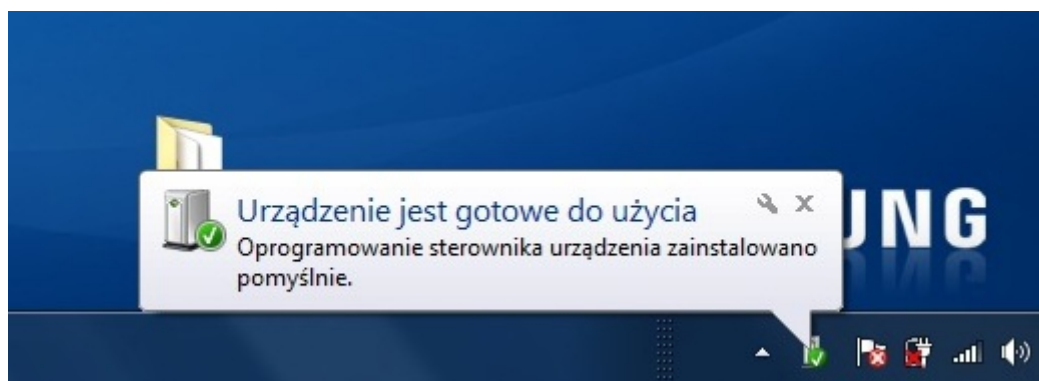 Urządzenie jest gotowe do użycia
Oprogramowanie sterownika urządzenia zainstalowano
pomyślnie.
UNG